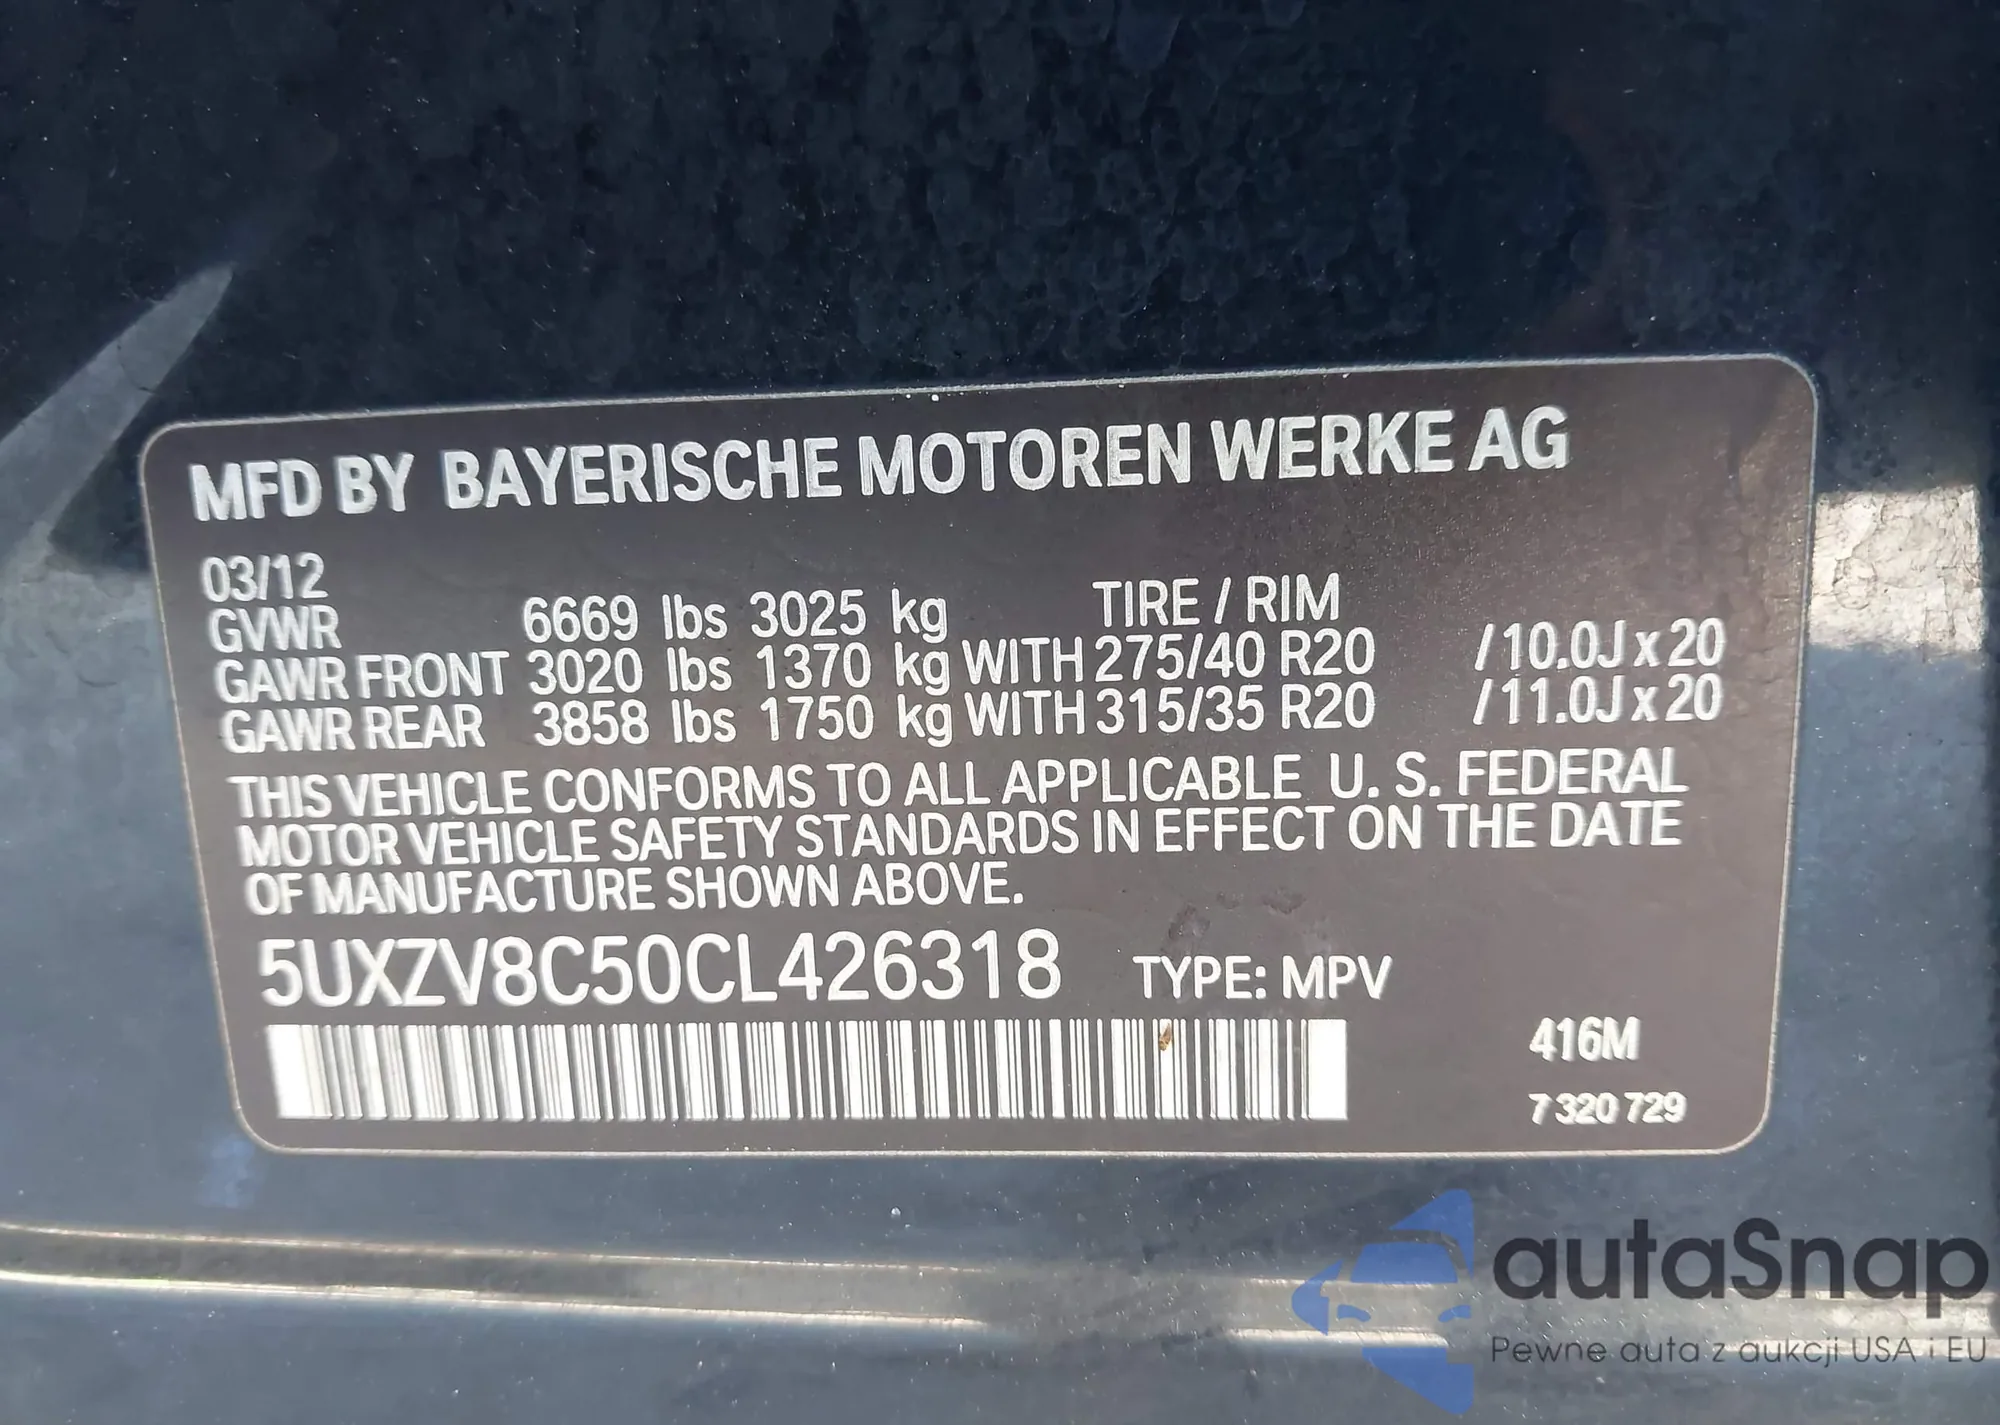 MFD BY BAYERISCHE MOTOREN WERKE AG
03/12
GVWR 6669 lbs 3025 kg TIRE / RIM
GAWR FRONT 3020 lbs 1370 kg WITH 275/40 R20 /10.0J x 20
GAWR REAR 3858 lbs 1750 kg WITH 315/35 R20 /11.0J x 20
THIS VEHICLE CONFORMS TO ALL APPLICABLE U. S. FEDERAL
MOTOR VEHICLE SAFETY STANDARDS IN EFFECT ON THE DATE
OF MANUFACTURE SHOWN ABOVE.
5UXZV8C50CL426318 TYPE: MPV
416M
7 320 729
autaSnap
Pewne auta z aukcji USA i EU